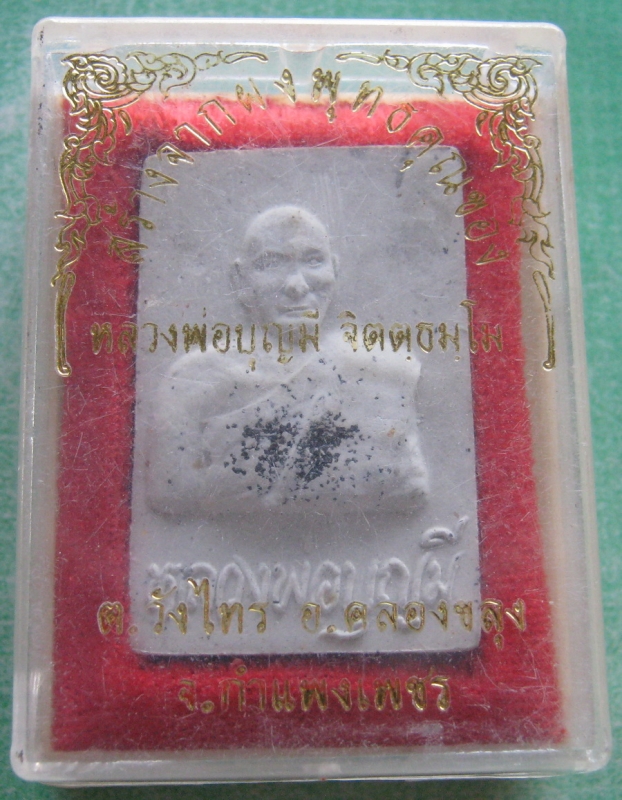 สร้างจากผงพุทธคุณของ
หลวงพ่อบุญมี จิตตฺธมฺโม
หลวงพ่อบุญมี
ต.วังไทร อ.คลองขลุง
จ.กำแพงเพชร